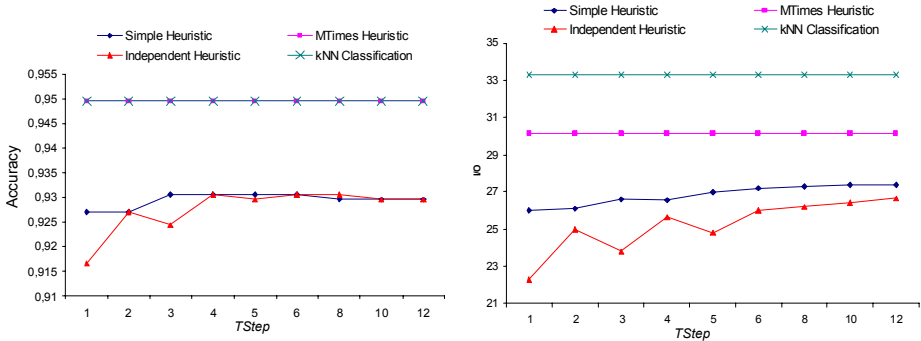 Simple Heuristic MTimes Heuristic
Independent Heuristic kNN Classification
0,955
0,95
0,945
0,94
0,935
0,93
0,925
0,92
0,915
0,91
Accuracy
1 2 3 4 5 6 8 10 12
TStep
Simple Heuristic MTimes Heuristic
Independent Heuristic kNN Classification
35
33
31
29
27
25
23
21
I/O
1 2 3 4 5 6 8 10 12
TStep